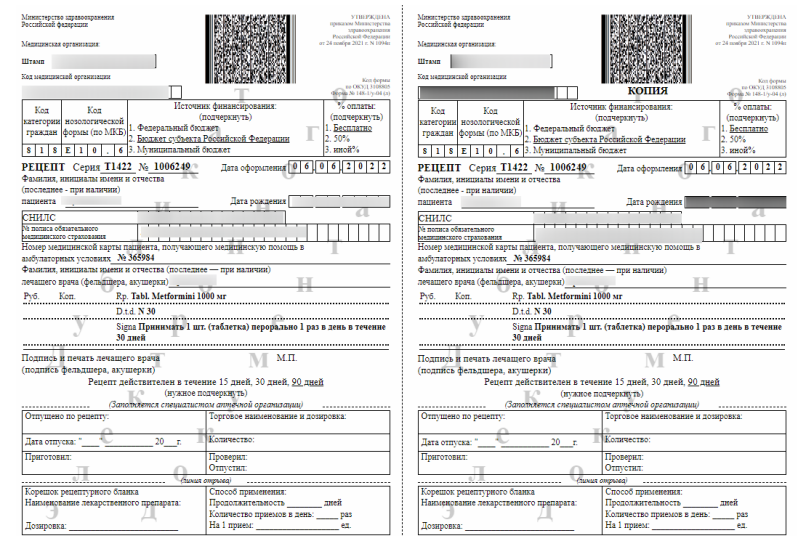 Министерство здравоохранения
Российской федерации
УТВЕРЖДЕНА
приказом Министерства
здравоохранения
Российской Федерации
от 24 ноября 2021 г. N 1094н
Медицинская организация:
Штамп
Код медицинской организации
Код формы
по ОКУД 3108805
Форма № 148-1/у-04 (л)
Код категории граждан
Код нозологической формы (по МКБ)
Источник финансирования:
(подчеркнуть)
1. Федеральный бюджет
2. Бюджет субъекта Российской Федерации
3. Муниципальный бюджет
% оплаты:
(подчеркнуть)
1. Бесплатно
2. 50%
3. иной%
8 1 8 E 1 0 . 6
РЕЦЕПТ Серия T1422 № 1006249 Дата оформления 0 6 . 0 6 . 2 0 2 2
Фамилия, инициалы имени и отчества
(последнее - при наличии)
пациента Дата рождения
СНИЛС
№ полиса обязательного
медицинского страхования
Номер медицинской карты пациента, получающего медицинскую помощь в
амбулаторных условиях № 365984
Фамилия, инициалы имени и отчества (последнее — при наличии)
лечащего врача (фельдшера, акушерки)
Руб. Коп. Rp. Tabl. Metformini 1000 мг
D.t.d. N 30
Signa Принимать 1 шт. (таблетка) перорально 1 раз в день в течение
30 дней
Подпись и печать лечащего врача М.П.
(подпись фельдшера, акушерки)
Рецепт действителен в течение 15 дней, 30 дней, 90 дней
(нужное подчеркнуть)
(Заполняется специалистом аптечной организации)
Отпущено по рецепту: Торговое наименование и дозировка:
Дата отпуска: "____" ___________ 20___г. Количество:
Приготовил: Проверил:
Отпустил:
(линия отрыва)
Корешок рецептурного бланка Способ применения:
Наименование лекарственного препарата: Продолжительность ________ дней
Количество приемов в день: _____ раз
Дозировка: ________ На 1 прием: ________ ед.
Министерство здравоохранения
Российской федерации
УТВЕРЖДЕНА
приказом Министерства
здравоохранения
Российской Федерации
от 24 ноября 2021 г. N 1094н
Медицинская организация:
Штамп
Код медицинской организации
Код формы
по ОКУД 3108805
Форма № 148-1/у-04 (л)
КОПИЯ
Код категории граждан
Код нозологической формы (по МКБ)
Источник финансирования:
(подчеркнуть)
1. Федеральный бюджет
2. Бюджет субъекта Российской Федерации
3. Муниципальный бюджет
% оплаты:
(подчеркнуть)
1. Бесплатно
2. 50%
3. иной%
8 1 8 E 1 0 . 6
РЕЦЕПТ Серия T1422 № 1006249 Дата оформления 0 6 . 0 6 . 2 0 2 2
Фамилия, инициалы имени и отчества
(последнее - при наличии)
пациента Дата рождения
СНИЛС
№ полиса обязательного
медицинского страхования
Номер медицинской карты пациента, получающего медицинскую помощь в
амбулаторных условиях № 365984
Фамилия, инициалы имени и отчества (последнее — при наличии)
лечащего врача (фельдшера, акушерки)
Руб. Коп. Rp. Tabl. Metformini 1000 мг
D.t.d. N 30
Signa Принимать 1 шт. (таблетка) перорально 1 раз в день в течение
30 дней
Подпись и печать лечащего врача М.П.
(подпись фельдшера, акушерки)
Рецепт действителен в течение 15 дней, 30 дней, 90 дней
(нужное подчеркнуть)
(Заполняется специалистом аптечной организации)
Отпущено по рецепту: Торговое наименование и дозировка:
Дата отпуска: "____" ___________ 20___г. Количество:
Приготовил: Проверил:
Отпустил:
(линия отрыва)
Корешок рецептурного бланка Способ применения:
Наименование лекарственного препарата: Продолжительность ________ дней
Количество приемов в день: _____ раз
Дозировка: ________ На 1 прием: ________ ед.